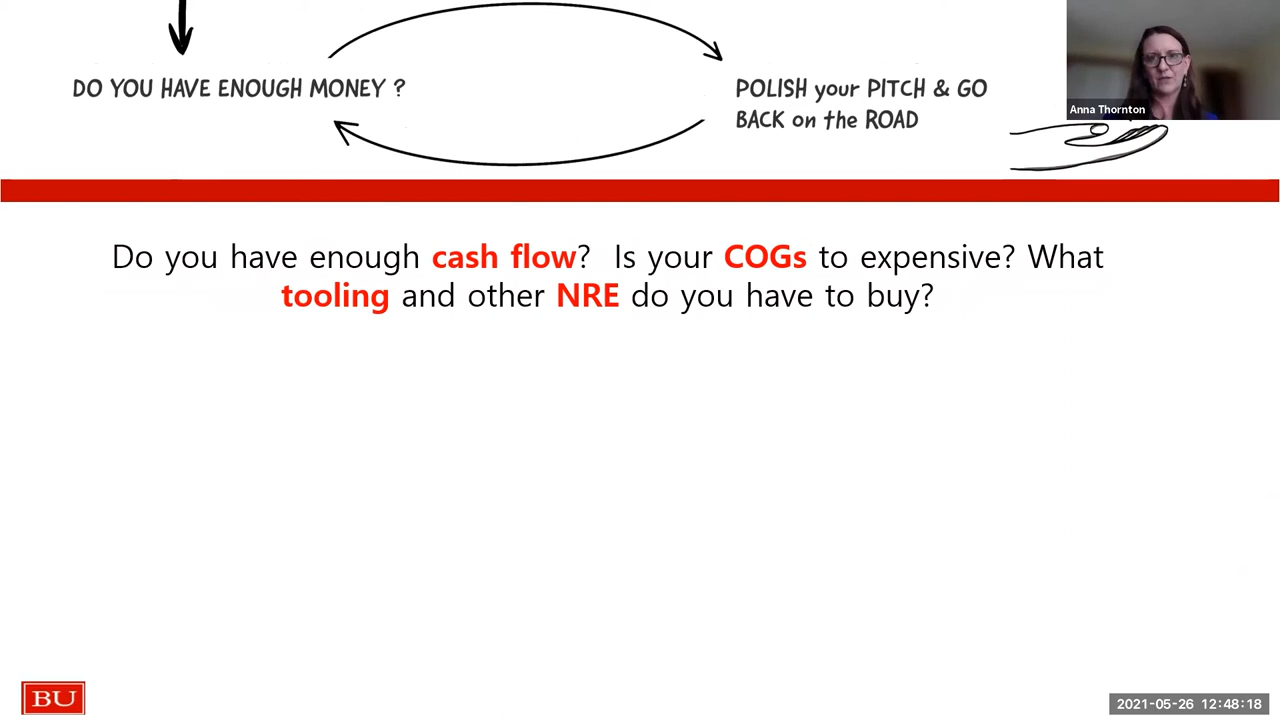 DO YOU HAVE ENOUGH MONEY ?
POLISH your PITCH & GO
BACK on the ROAD
Anna Thornton
Do you have enough cash flow? Is your COGs to expensive? What
tooling and other NRE do you have to buy?
BU
2021-05-26 12:48:18